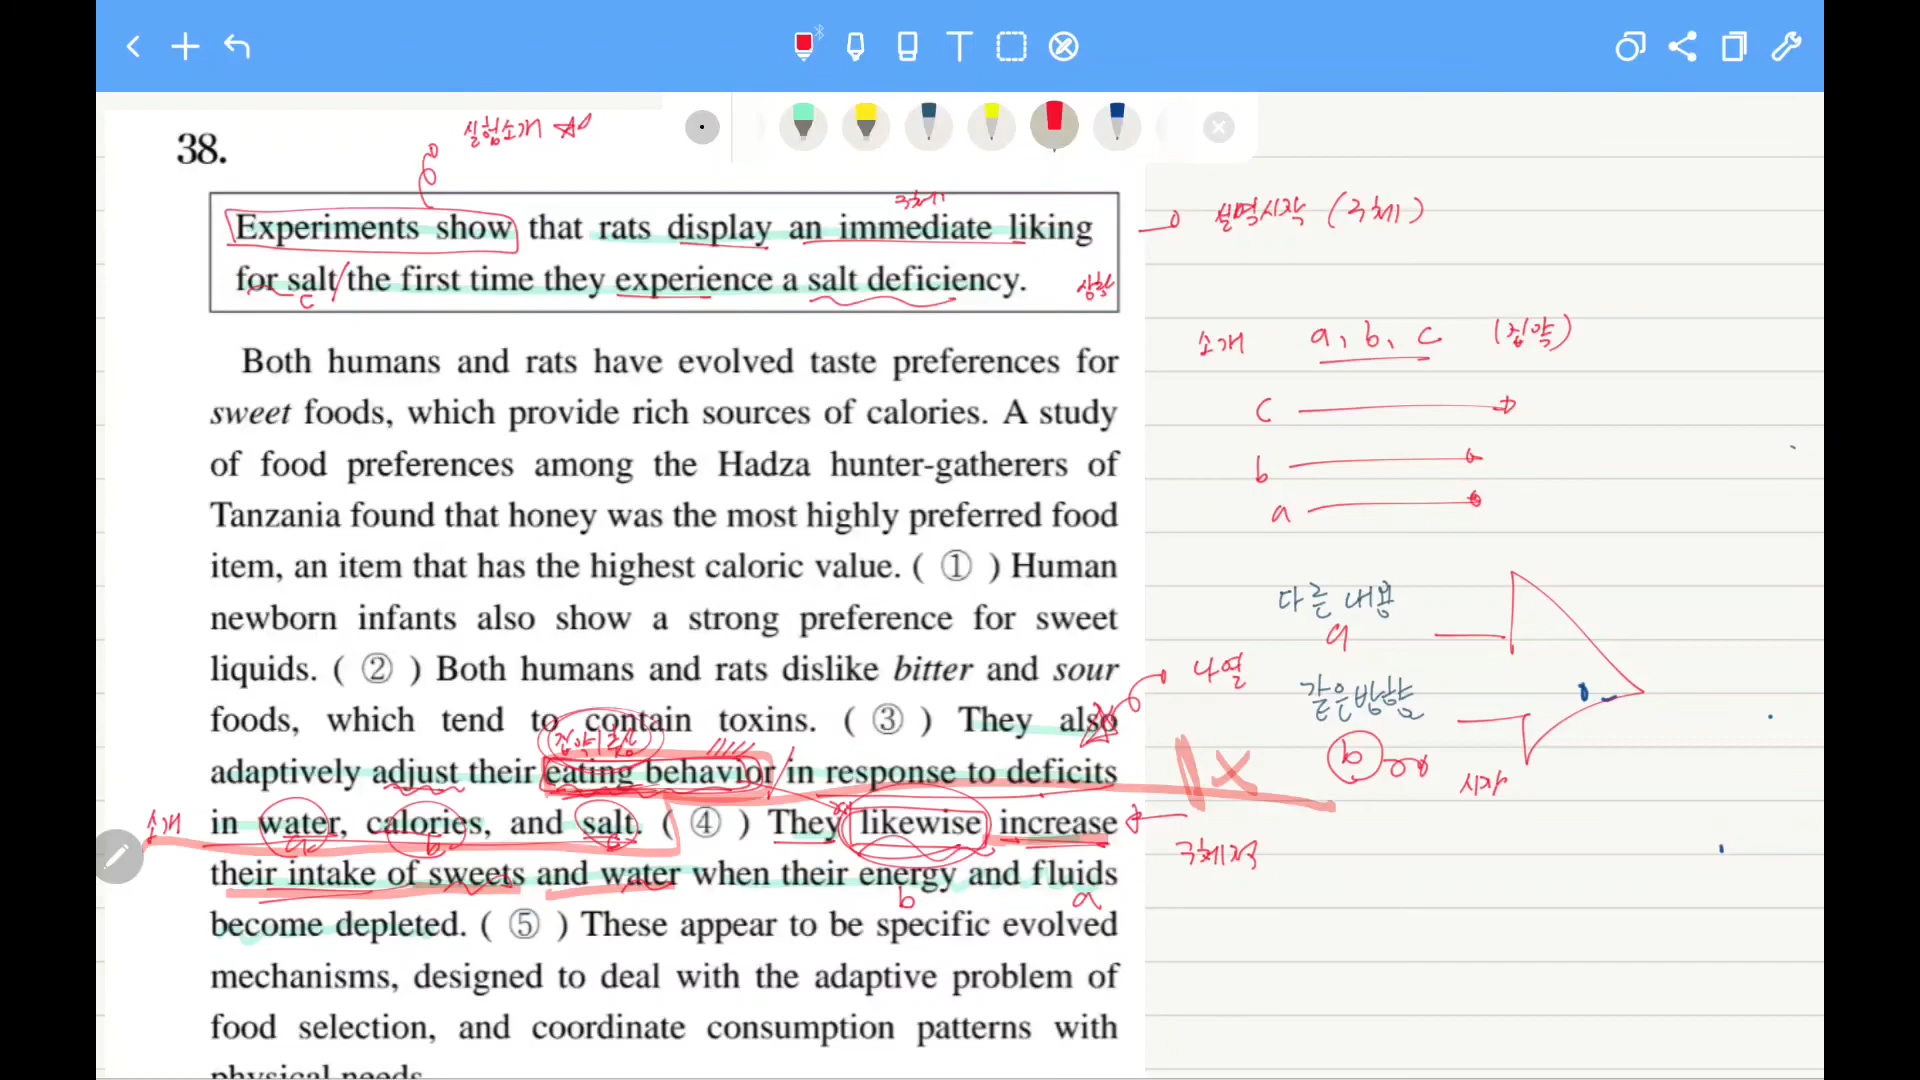 38.
실험소개
구체
Experiments show that rats display an immediate liking
for salt the first time they experience a salt deficiency.
c
상황
설명시작 (구체)
소개 a, b, c (집약)
c
b
a
Both humans and rats have evolved taste preferences for
sweet foods, which provide rich sources of calories. A study
of food preferences among the Hadza hunter-gatherers of
Tanzania found that honey was the most highly preferred food
item, an item that has the highest caloric value. ( ① ) Human
newborn infants also show a strong preference for sweet
liquids. ( ② ) Both humans and rats dislike bitter and sour
foods, which tend to contain toxins. ( ③ ) They also
adaptively adjust their eating behavior in response to deficits
in water, calories, and salt. ( ④ ) They likewise increase
their intake of sweets and water when their energy and fluids
become depleted. ( ⑤ ) These appear to be specific evolved
mechanisms, designed to deal with the adaptive problem of
food selection, and coordinate consumption patterns with
physical needs.
소개
a
b
c
b
a
나열
구체적
다른 내용
a
같은방향
b
시작